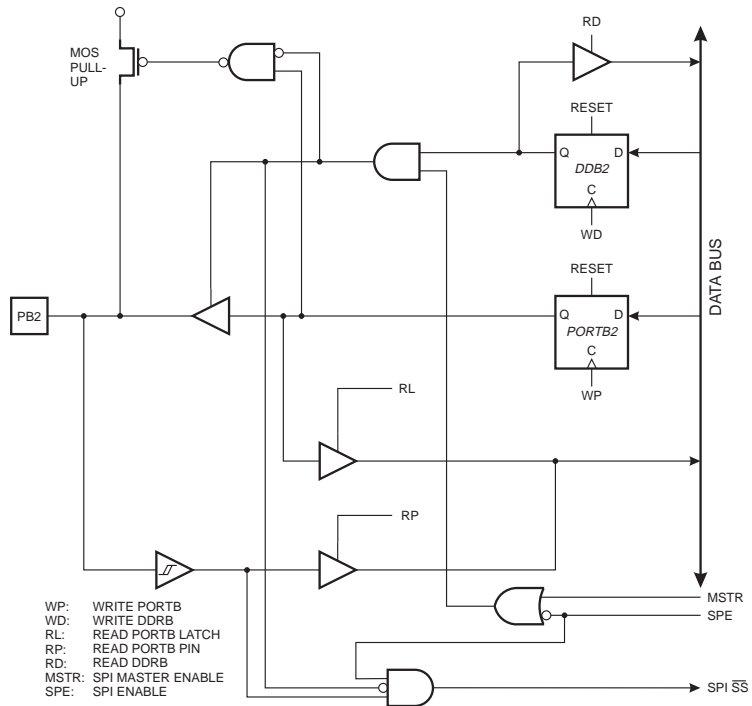 RD
MOS
PULL-
UP
RESET
Q
D
DDB2
C
WD
DATA BUS
RESET
PB2
Q
D
PORTB2
C
WP
RL
RP
MSTR
SPE
WP: WRITE PORTB
WD: WRITE DDRB
RL: READ PORTB LATCH
RP: READ PORTB PIN
RD: READ DDRB
MSTR: SPI MASTER ENABLE
SPE: SPI ENABLE
SPI S̅S̅